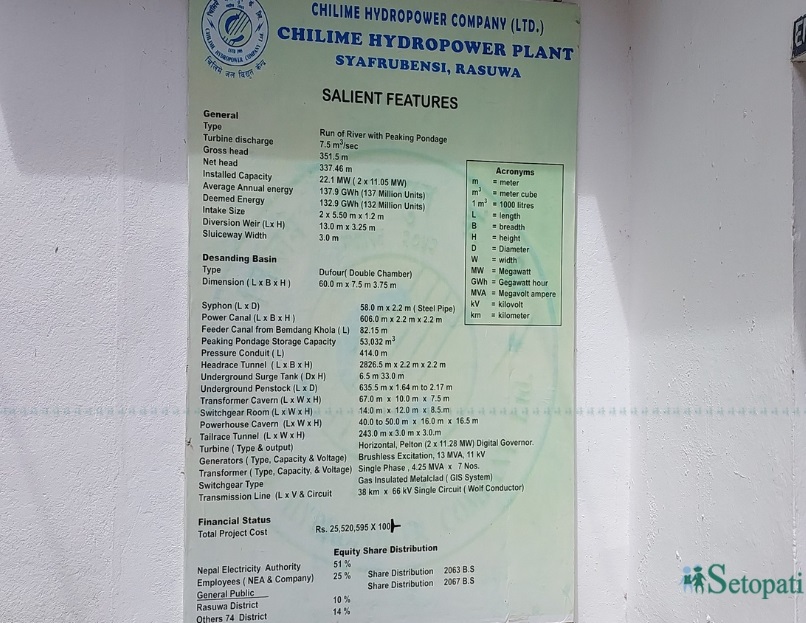 CHILIME HYDROPOWER COMPANY (LTD.)
CHILIME HYDROPOWER PLANT
SYAFRUBENSI, RASUWA
SALIENT FEATURES
General
Type Run of River with Peaking Pondage
Turbine discharge 7.5 m³/sec
Gross head 351.5 m
Net head 337.46 m
Installed Capacity 22.1 MW ( 2 x 11.05 MW)
Average Annual energy 137.9 GWh (137 Million Units)
Deemed Energy 132.9 GWh (132 Million Units)
Intake Size 2 x 5.50 m x 1.2 m
Diversion Weir (L x H) 13.0 m x 3.25 m
Sluiceway Width 3.0 m
Acronyms
m = meter
m³ = meter cube
1 m³ = 1000 litres
L = length
B = breadth
H = height
D = Diameter
W = width
MW = Megawatt
GWh = Gegawatt hour
MVA = Megavolt ampere
kV = kilovolt
km = kilometer
Desanding Basin
Type Dufour( Double Chamber)
Dimension ( L x B x H ) 60.0 m x 7.5 m 3.75 m
Syphon (L x D) 58.0 m x 2.2 m ( Steel Pipe)
Power Canal (L x B x H ) 606.0 m x 2.2 m x 2.2 m
Feeder Canal from Bemdang Khola ( L) 82.15 m
Peaking Pondage Storage Capacity 53,032 m³
Pressure Conduit ( L) 414.0 m
Headrace Tunnel ( L x B x H) 2826.5 m x 2.2 m x 2.2 m
Underground Surge Tank ( Dx H) 6.5 m 33.0 m
Underground Penstock (L x D) 635.5 m x 1.64 m to 2.17 m
Transformer Cavern (L x W x H) 67.0 m x 10.0 m x 7.5 m
Switchgear Room (L x W x H) 14.0 m x 12.0 m x 8.5 m
Powerhouse Cavern (Lx W x H) 40.0 to 50.0 m x 16.0 m x 16.5 m
Tailrace Tunnel (L x W x H) 243.0 m x 3.0 m x 3.0.m
Turbine ( Type & output) Horizontal, Pelton (2 x 11.28 MW) Digital Governor.
Generators ( Type, Capacity & Voltage) Brushless Excitation, 13 MVA, 11 kV
Transformer ( Type, Capacity, & Voltage) Single Phase , 4.25 MVA x 7 Nos.
Switchgear Type Gas Insulated Metalclad ( GIS System)
Transmission Line (L x V & Circuit 38 km x 66 kV Single Circuit ( Wolf Conductor)
Financial Status
Total Project Cost Rs. 25,520,595 X 100
Equity Share Distribution
Nepal Electricity Authority 51 %
Employees ( NEA & Company) 25 % Share Distribution 2063 B.S
General Public Share Distribution 2067 B.S
Rasuwa District 10 %
Others 74 District 14 %
Setopati